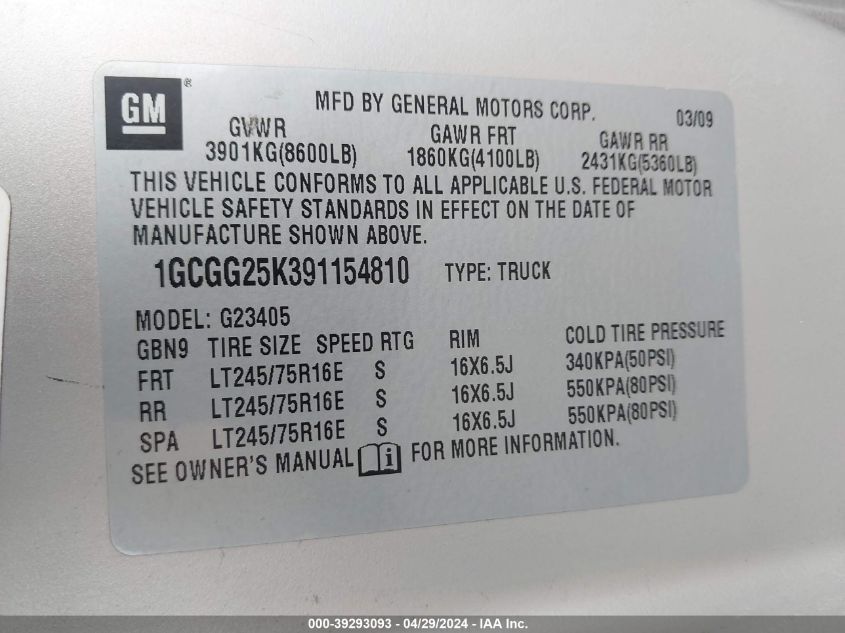 GM ®
MFD BY GENERAL MOTORS CORP. 03/09
GVWR GAWR FRT GAWR RR
3901KG(8600LB) 1860KG(4100LB) 2431KG(5360LB)
THIS VEHICLE CONFORMS TO ALL APPLICABLE U.S. FEDERAL MOTOR
VEHICLE SAFETY STANDARDS IN EFFECT ON THE DATE OF
MANUFACTURE SHOWN ABOVE.
1GCGG25K391154810 TYPE: TRUCK
MODEL: G23405
GBN9 TIRE SIZE SPEED RTG RIM COLD TIRE PRESSURE
FRT LT245/75R16E S 16X6.5J 340KPA(50PSI)
RR LT245/75R16E S 16X6.5J 550KPA(80PSI)
SPA LT245/75R16E S 16X6.5J 550KPA(80PSI)
SEE OWNER'S MANUAL i FOR MORE INFORMATION.
000-39293093 - 04/29/2024 - IAA Inc.